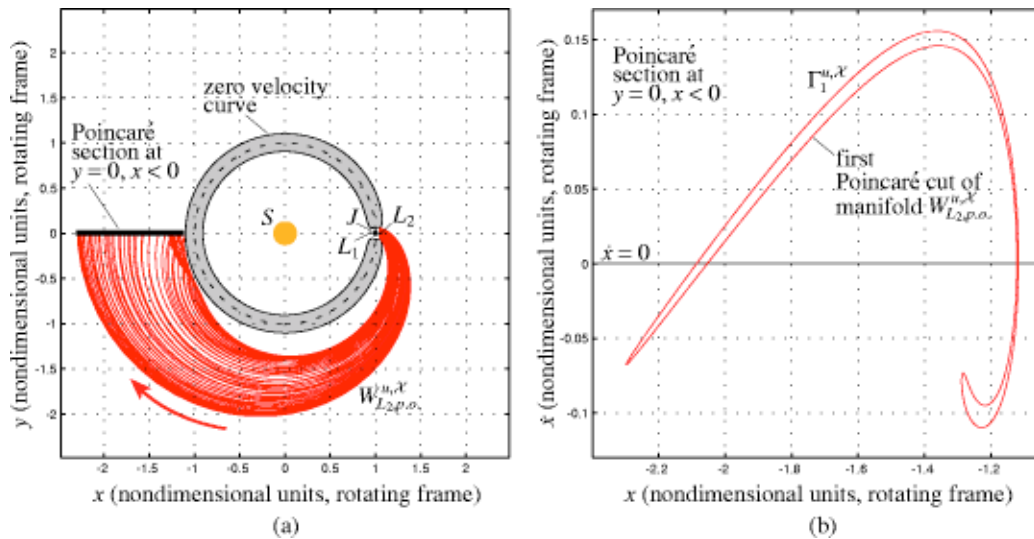 2
1.5
1
0.5
0
-0.5
-1
-1.5
-2
y (nondimensional units, rotating frame)
zero velocity
curve
Poincaré
section at
y = 0, x < 0
S
J
L₂
L₁
W^{u,𝒳}_{L₂,p.o.}
-2 -1.5 -1 -0.5 0 0.5 1 1.5 2
x (nondimensional units, rotating frame)
(a)
0.15
0.1
0.05
0
-0.05
-0.1
ẋ (nondimensional units, rotating frame)
Poincaré
section at
y = 0, x < 0
Γ₁^{u,𝒳}
first
Poincaré cut of
manifold W^{u,𝒳}_{L₂,p.o.}
ẋ = 0
-2.2 -2 -1.8 -1.6 -1.4 -1.2
x (nondimensional units, rotating frame)
(b)